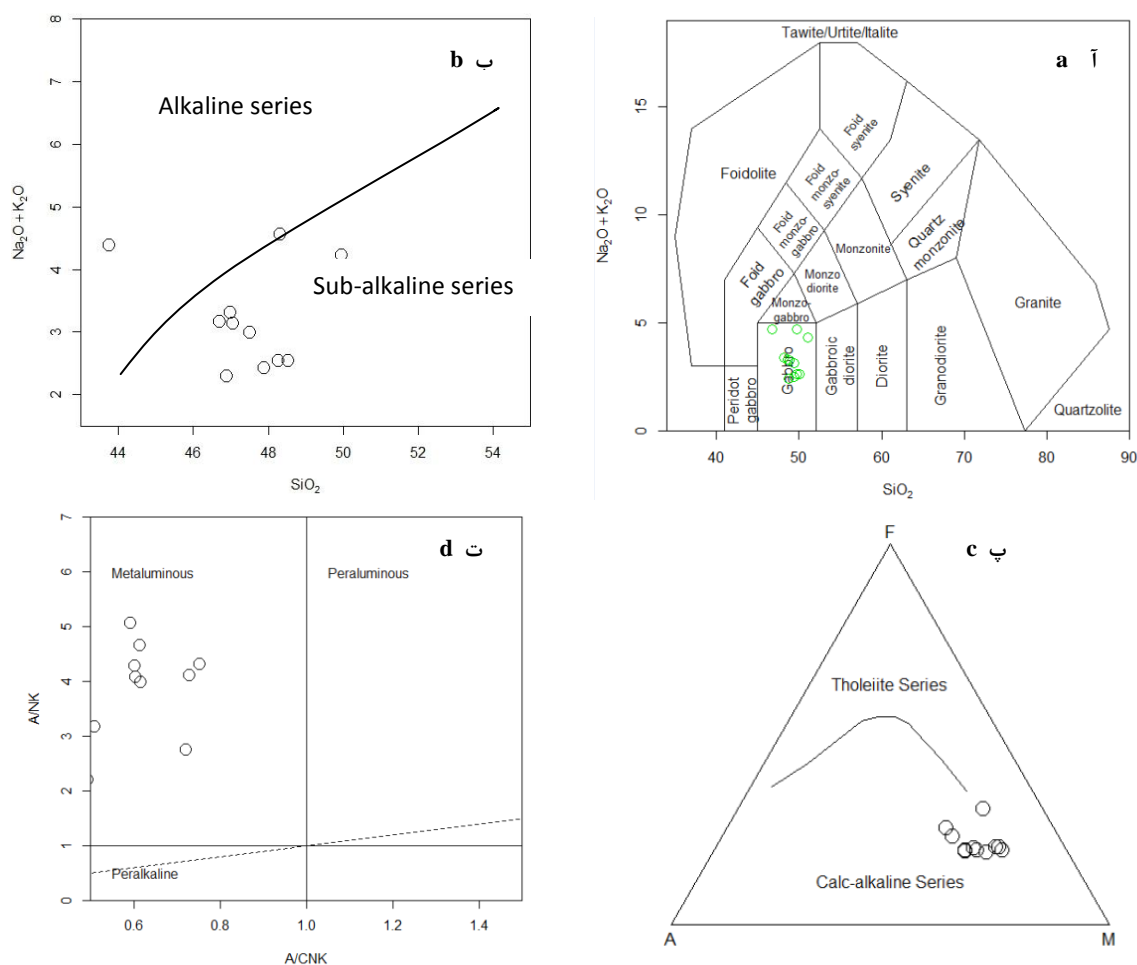 b ب
Alkaline series
Sub-alkaline series
Na₂O + K₂O
8
7
6
5
4
3
2
44 46 48 50 52 54
SiO₂
a آ
Tawite/Urtite/Italite
Foidolite
Foid
syenite
Foid
monzo-
syenite
Foid
monzo-
gabbro
Foid
gabbro
Syenite
Quartz
monzonite
Monzonite
Monzo
diorite
Monzo-
gabbro
Granite
Peridot
gabbro
Gabbro
Gabbroic
diorite
Diorite
Granodiorite
Quartzolite
Na₂O + K₂O
15
10
5
0
40 50 60 70 80 90
SiO₂
d ت
Metaluminous
Peraluminous
Peralkaline
A/NK
7
6
5
4
3
2
1
0
0.6 0.8 1.0 1.2 1.4
A/CNK
c پ
F
Tholeiite Series
Calc-alkaline Series
A M